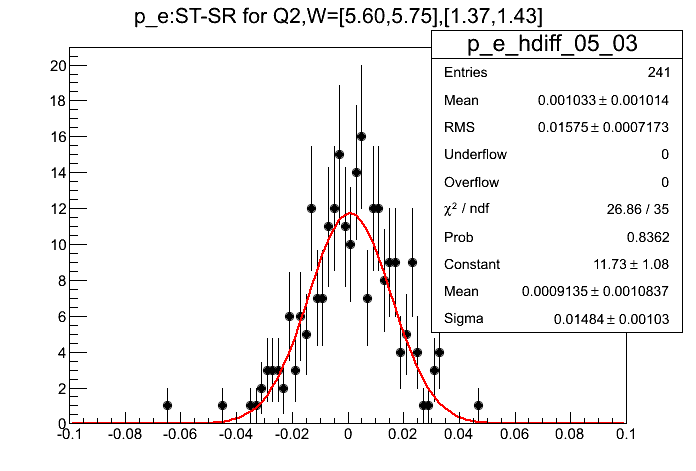 p_e:ST-SR for Q2,W=[5.60,5.75],[1.37,1.43]
p_e_hdiff_05_03
Entries 241
Mean 0.001033 ± 0.001014
RMS 0.01575 ± 0.0007173
Underflow 0
Overflow 0
χ² / ndf 26.86 / 35
Prob 0.8362
Constant 11.73 ± 1.08
Mean 0.0009135 ± 0.0010837
Sigma 0.01484 ± 0.00103
20
18
16
14
12
10
8
6
4
2
0
-0.1 -0.08 -0.06 -0.04 -0.02 0 0.02 0.04 0.06 0.08 0.1